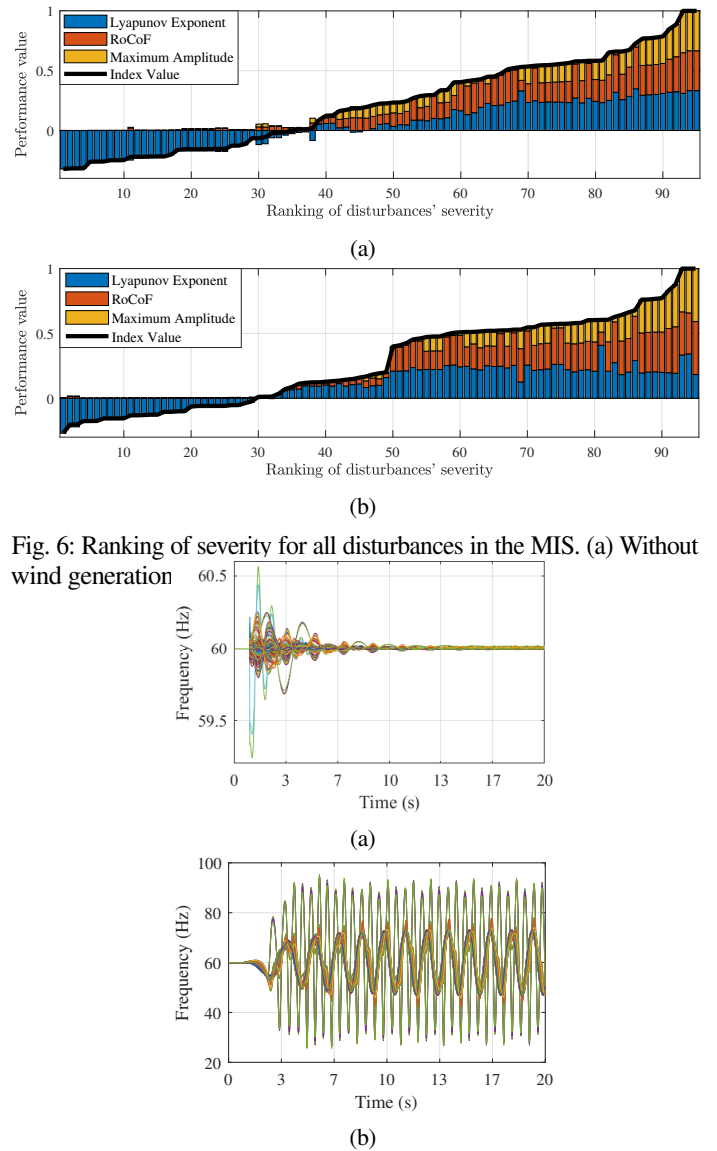 1
Lyapunov Exponent
RoCoF
Maximum Amplitude
Index Value
0.5
0
Performance value
10 20 30 40 50 60 70 80 90
Ranking of disturbances' severity
(a)
1
Lyapunov Exponent
RoCoF
Maximum Amplitude
Index Value
0.5
0
Performance value
10 20 30 40 50 60 70 80 90
Ranking of disturbances' severity
(b)
Fig. 6: Ranking of severity for all disturbances in the MIS. (a) Without
wind generation
60.5
60
59.5
Frequency (Hz)
0 3 7 10 13 17 20
Time (s)
(a)
100
80
60
40
20
Frequency (Hz)
0 3 7 10 13 17 20
Time (s)
(b)